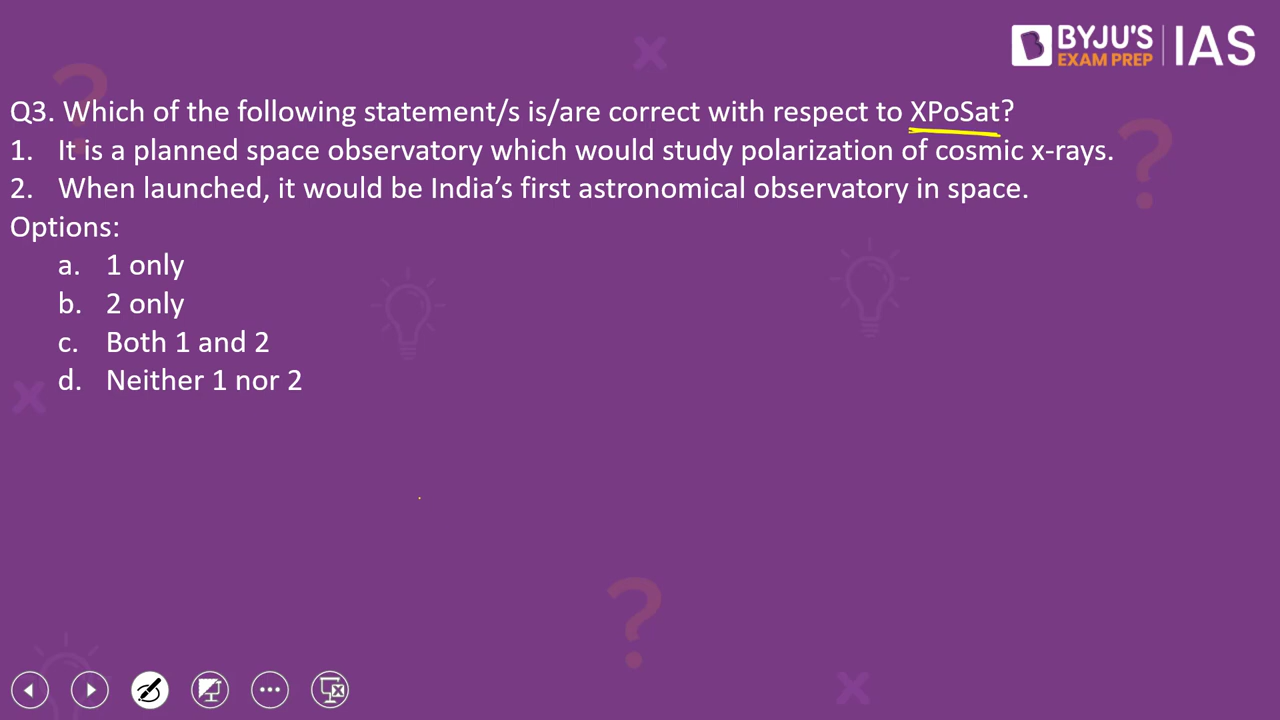 BYJU'S
EXAM PREP
IAS
Q3. Which of the following statement/s is/are correct with respect to XPoSat?
1. It is a planned space observatory which would study polarization of cosmic x-rays.
2. When launched, it would be India’s first astronomical observatory in space.
Options:
a. 1 only
b. 2 only
c. Both 1 and 2
d. Neither 1 nor 2